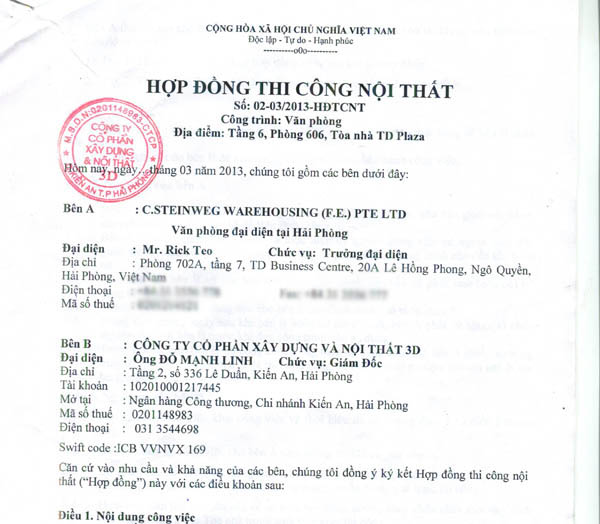 CỘNG HÒA XÃ HỘI CHỦ NGHĨA VIỆT NAM
Độc lập - Tự do - Hạnh phúc
----------o0o----------
HỢP ĐỒNG THI CÔNG NỘI THẤT
Số: 02-03/2013-HĐTCNT
Công trình: Văn phòng
Địa điểm: Tầng 6, Phòng 606, Tòa nhà TD Plaza
M.S.D.N:0201148983-CTCP
CÔNG TY
CỔ PHẦN
XÂY DỰNG
& NỘI THẤT
3D
KIẾN AN T.P HẢI PHÒNG
Hôm nay, ngày ..tháng 03 năm 2013, chúng tôi gồm các bên dưới đây:
Bên A : C.STEINWEG WAREHOUSING (F.E.) PTE LTD
Văn phòng đại diện tại Hải Phòng
Đại diện : Mr. Rick Teo Chức vụ: Trưởng đại diện
Địa chỉ : Phòng 702A, tầng 7, TD Business Centre, 20A Lê Hồng Phong, Ngô Quyền,
Hải Phòng, Việt Nam
Điện thoại
Mã số thuế
Bên B : CÔNG TY CỔ PHẦN XÂY DỰNG VÀ NỘI THẤT 3D
Đại diện : Ông ĐỖ MẠNH LINH Chức vụ: Giám Đốc
Địa chỉ : Tầng 2, số 336 Lê Duẩn, Kiến An, Hải Phòng
Tài khoản : 102010001217445
Mở tại : Ngân hàng Công thương, Chi nhánh Kiến An, Hải Phòng
Mã số thuế : 0201148983
Điện thoại : 031 3544698
Swift code :ICB VVNVX 169
Căn cứ vào nhu cầu và khả năng của các bên, chúng tôi đồng ý ký kết Hợp đồng thi công nội
thất (“Hợp đồng”) này với các điều khoản sau:
Điều 1. Nội dung công việc